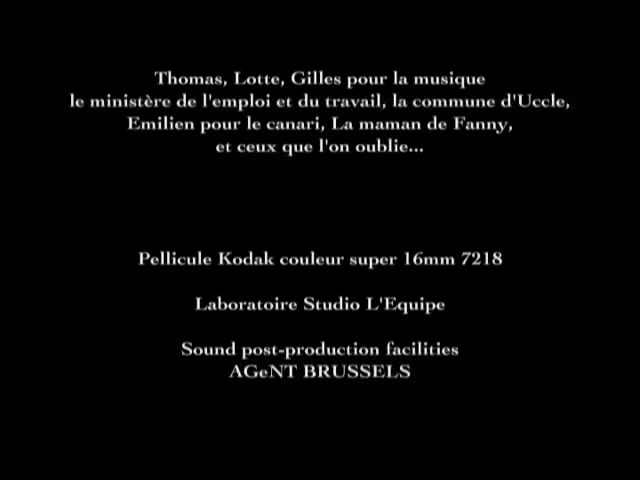 Thomas, Lotte, Gilles pour la musique
le ministère de l'emploi et du travail, la commune d'Uccle,
Emilien pour le canari, La maman de Fanny,
et ceux que l'on oublie...
Pellicule Kodak couleur super 16mm 7218
Laboratoire Studio L'Equipe
Sound post-production facilities
AGeNT BRUSSELS